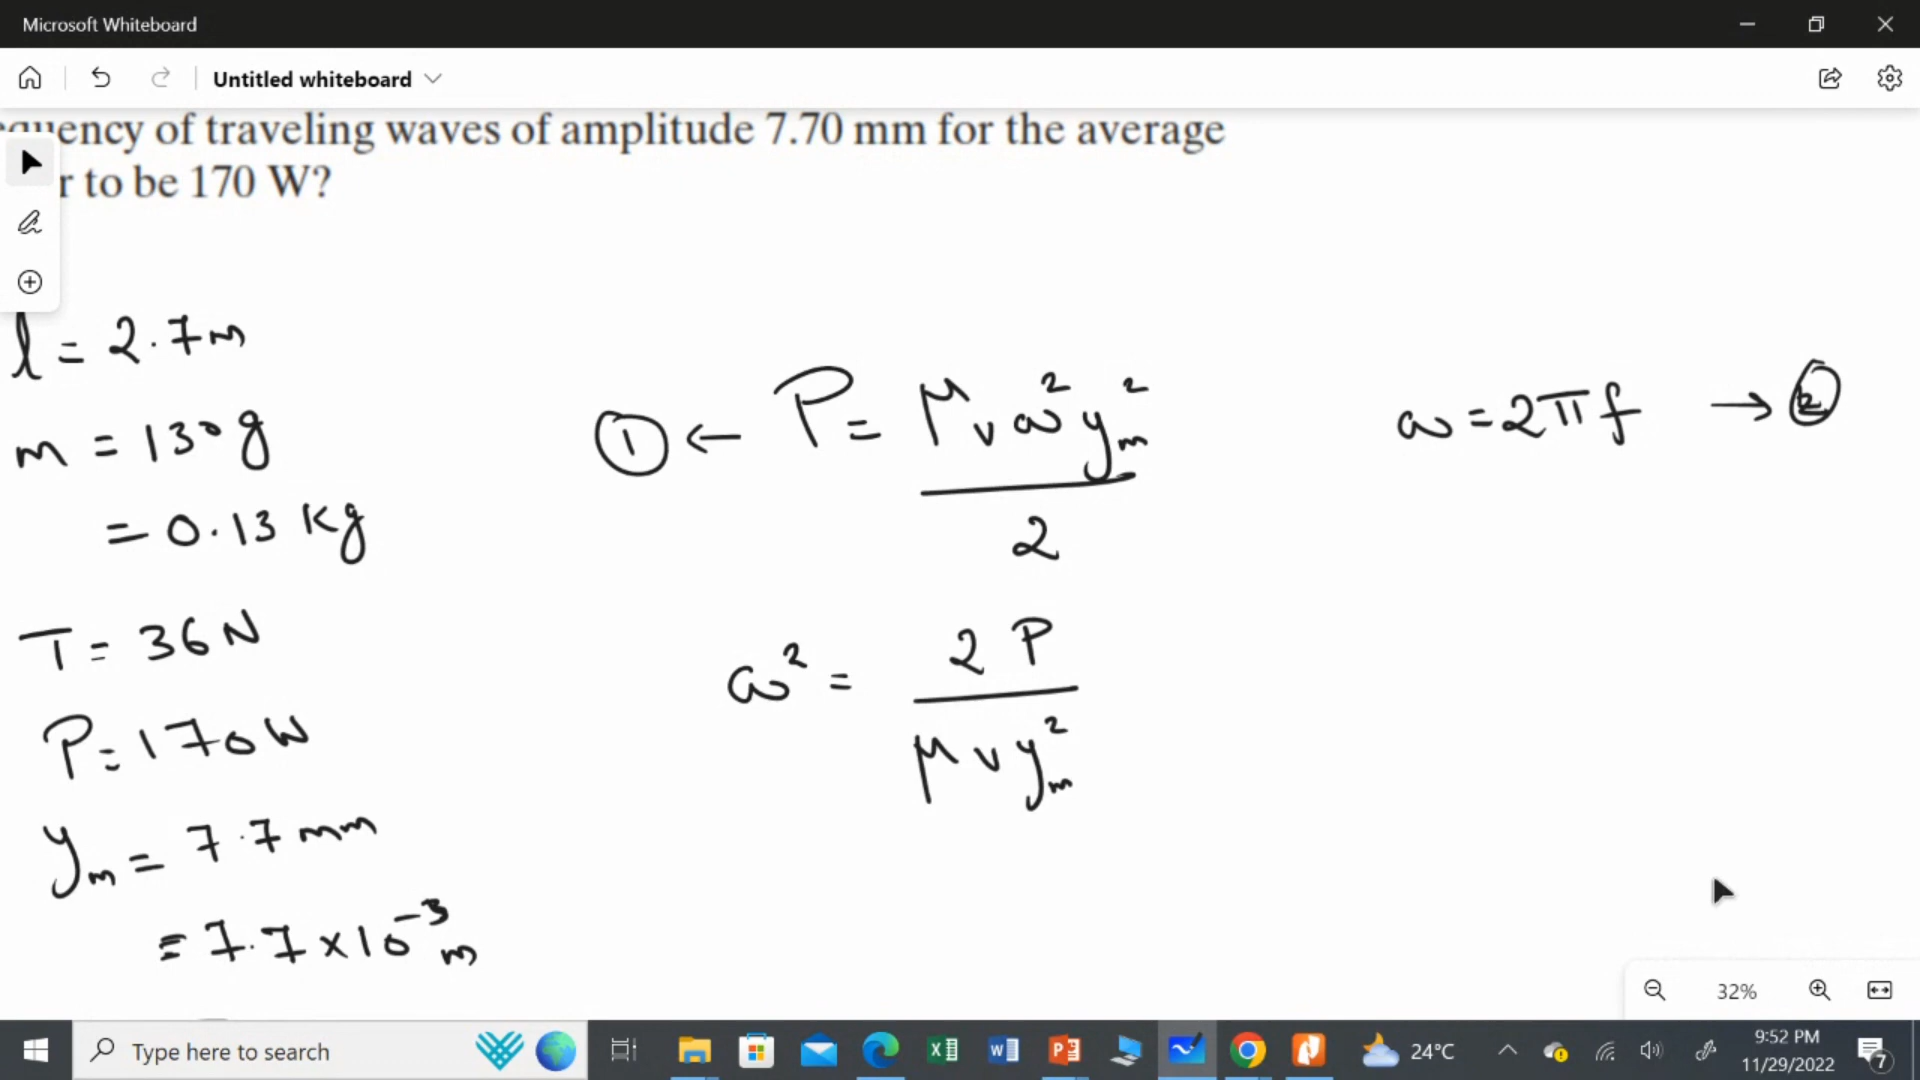 Microsoft Whiteboard
Untitled whiteboard
quency of traveling waves of amplitude 7.70 mm for the average
r to be 170 W?
l = 2.7m
m = 130g
= 0.13 kg
T = 36N
P = 170W
yₘ = 7.7mm
= 7.7×10⁻³ m
① ← P = μvω²yₘ² / 2
ω² = 2P / μvyₘ²
ω = 2πf → ②
32%
Type here to search
24°C
9:52 PM
11/29/2022
7